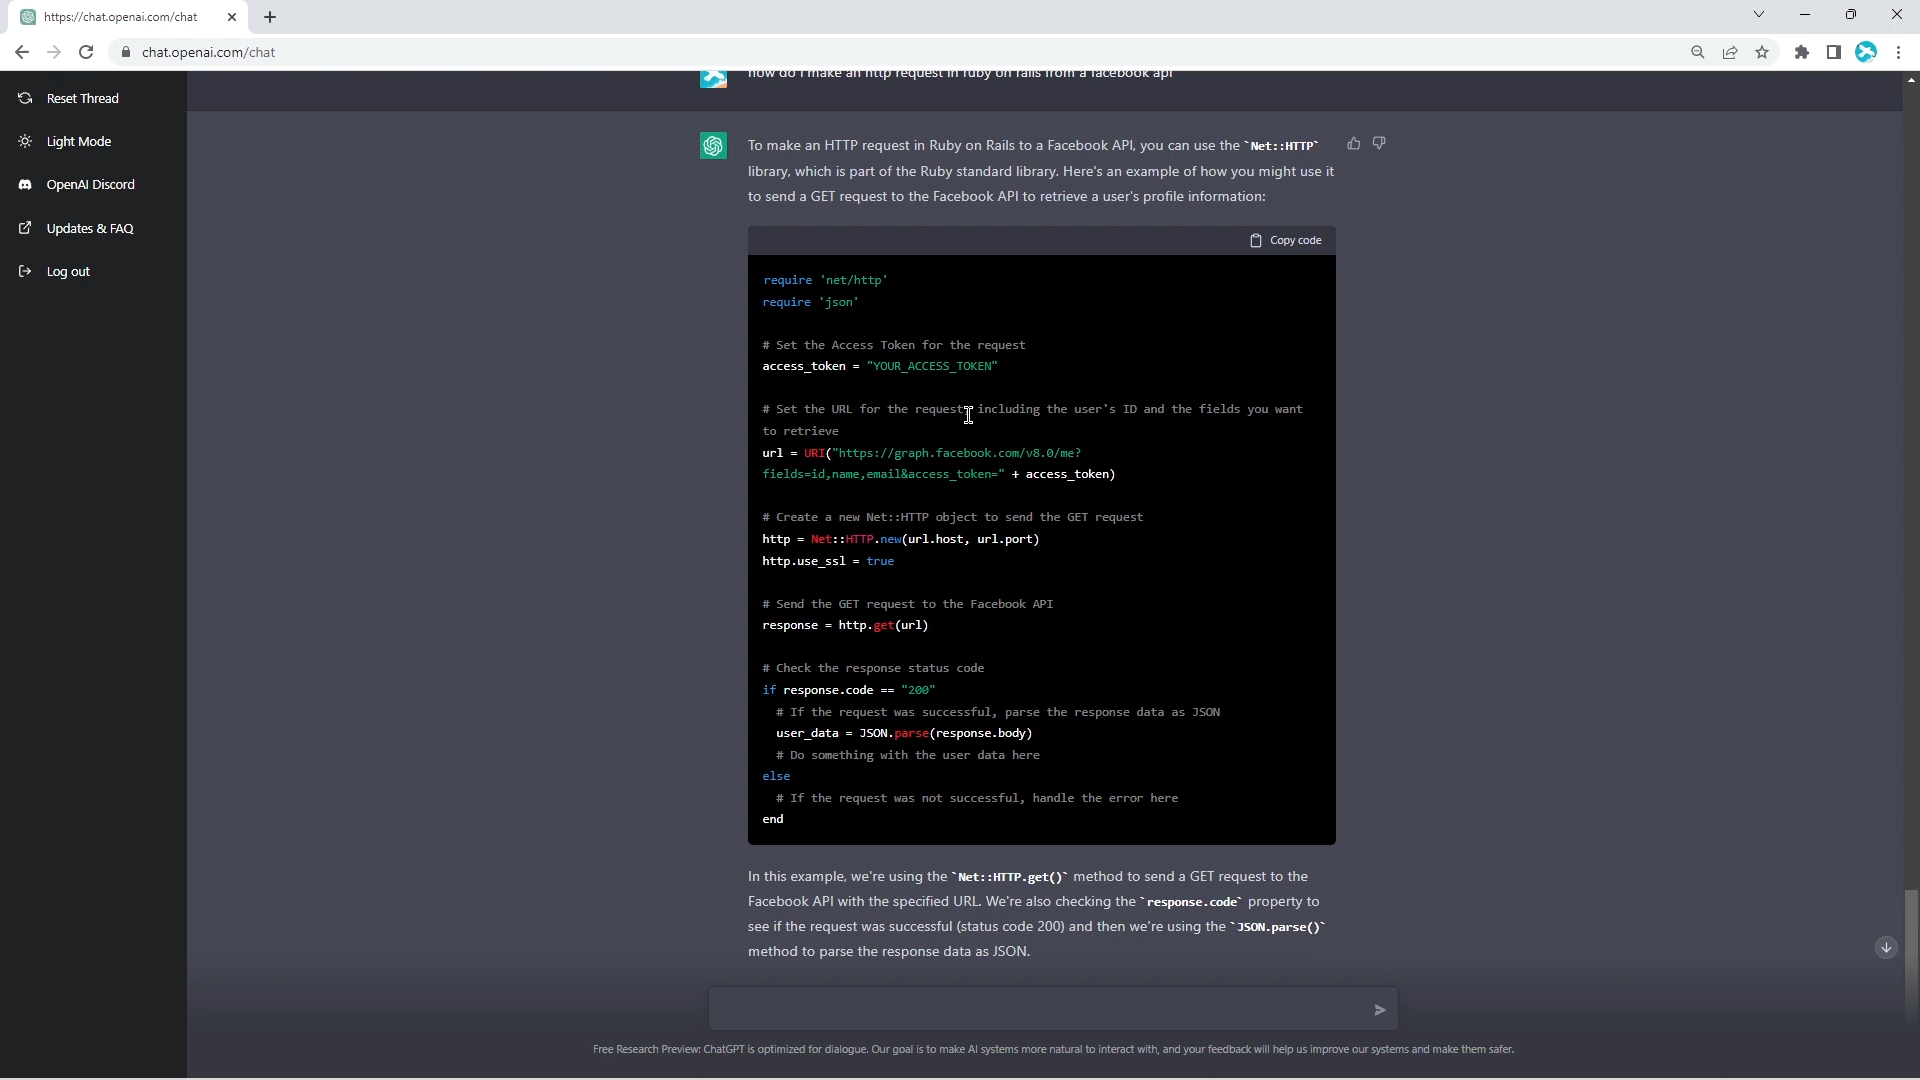 https://chat.openai.com/chat
chat.openai.com/chat
Reset Thread
Light Mode
OpenAI Discord
Updates & FAQ
Log out
how do i make an http request in ruby on rails from a facebook api
To make an HTTP request in Ruby on Rails to a Facebook API, you can use the `Net::HTTP`
library, which is part of the Ruby standard library. Here's an example of how you might use it
to send a GET request to the Facebook API to retrieve a user's profile information:
Copy code
require 'net/http'
require 'json'
# Set the Access Token for the request
access_token = "YOUR_ACCESS_TOKEN"
# Set the URL for the request, including the user's ID and the fields you want
to retrieve
url = URI("https://graph.facebook.com/v8.0/me?
fields=id,name,email&access_token=" + access_token)
# Create a new Net::HTTP object to send the GET request
http = Net::HTTP.new(url.host, url.port)
http.use_ssl = true
# Send the GET request to the Facebook API
response = http.get(url)
# Check the response status code
if response.code == "200"
# If the request was successful, parse the response data as JSON
user_data = JSON.parse(response.body)
# Do something with the user data here
else
# If the request was not successful, handle the error here
end
In this example, we're using the `Net::HTTP.get()` method to send a GET request to the
Facebook API with the specified URL. We're also checking the `response.code` property to
see if the request was successful (status code 200) and then we're using the `JSON.parse()`
method to parse the response data as JSON.
Free Research Preview: ChatGPT is optimized for dialogue. Our goal is to make AI systems more natural to interact with, and your feedback will help us improve our systems and make them safer.